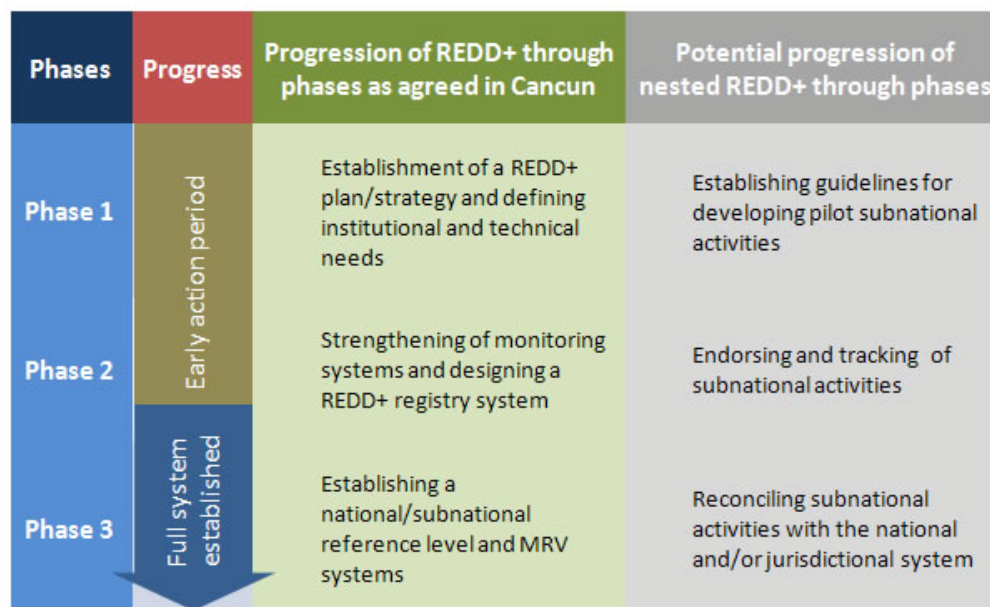 Phases
Progress
Progression of REDD+ through
phases as agreed in Cancun
Potential progression of
nested REDD+ through phases
Phase 1
Early action period
Establishment of a REDD+
plan/strategy and defining
institutional and technical
needs
Establishing guidelines for
developing pilot subnational
activities
Phase 2
Strengthening of monitoring
systems and designing a
REDD+ registry system
Endorsing and tracking of
subnational activities
Phase 3
Full system
established
Establishing a
national/subnational
reference level and MRV
systems
Reconciling subnational
activities with the national
and/or jurisdictional system